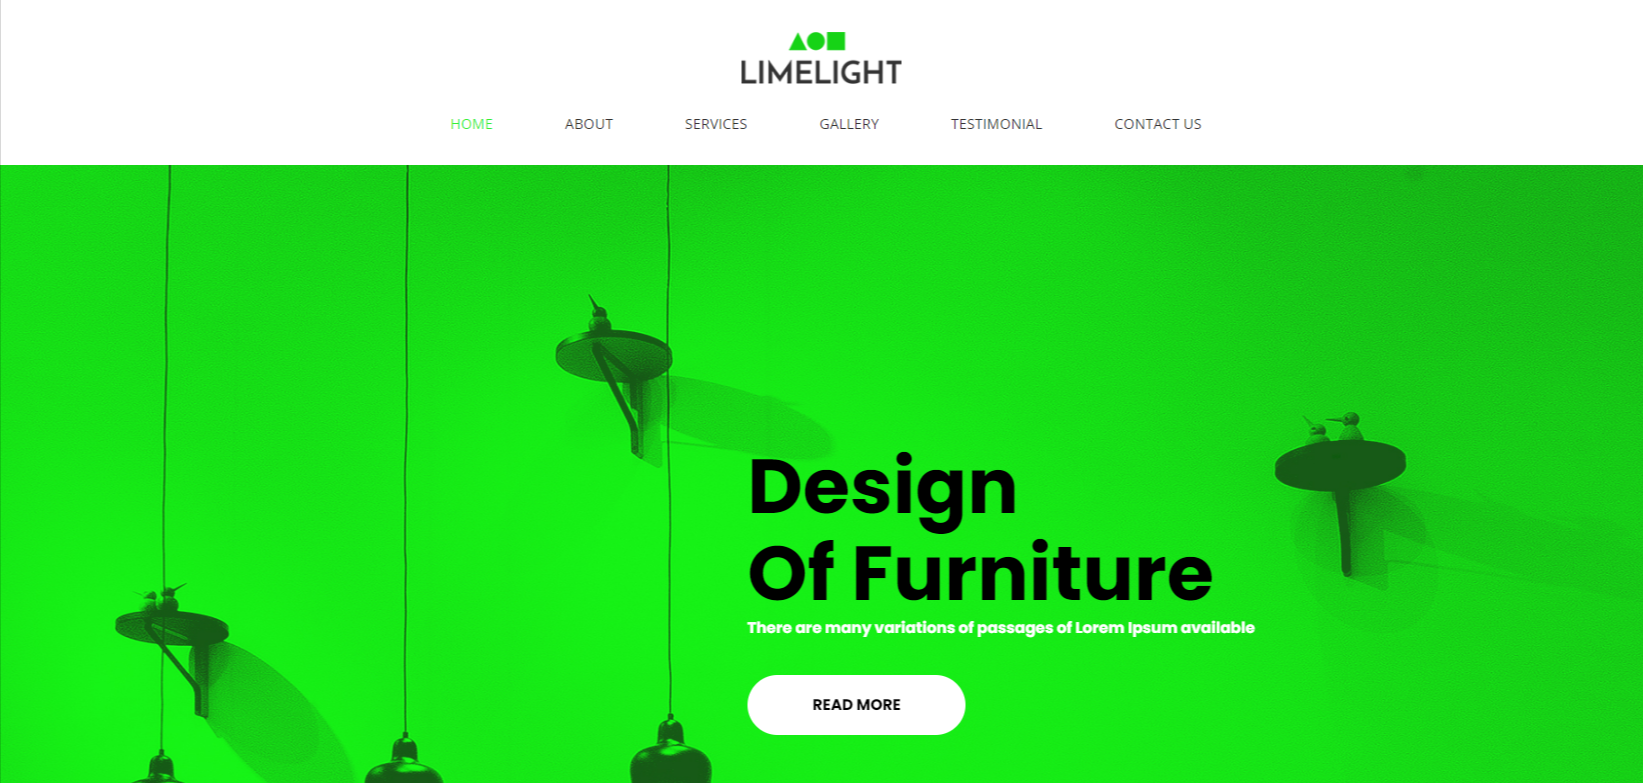 LIMELIGHT
HOME ABOUT SERVICES GALLERY TESTIMONIAL CONTACT US
Design
Of Furniture
There are many variations of passages of Lorem Ipsum available
READ MORE